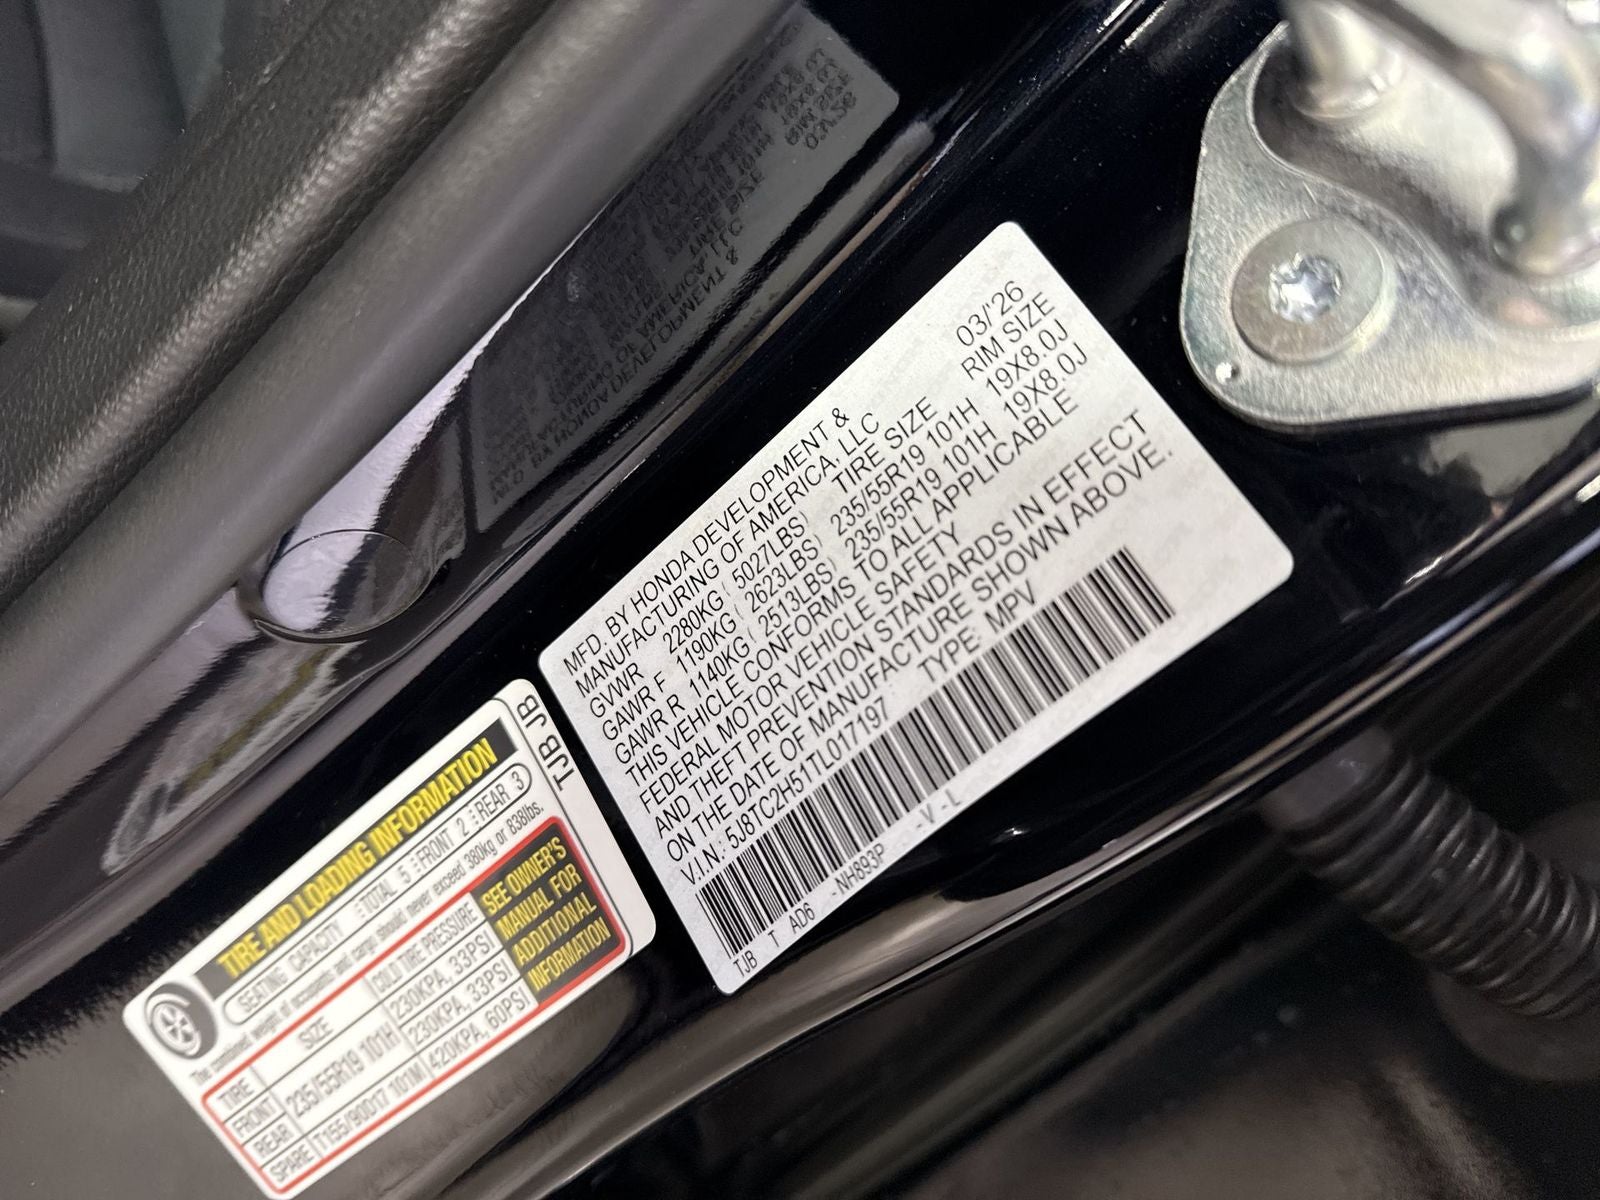 MFD. BY HONDA DEVELOPMENT &
MANUFACTURING OF AMERICA, LLC 03/'26
GVWR 2280KG 5027LBS TIRE SIZE RIM SIZE
GAWR F 1190KG 2623LBS 235/55R19 101H 19X8.0J
GAWR R 1140KG 2513LBS 235/55R19 101H 19X8.0J
THIS VEHICLE CONFORMS TO ALL APPLICABLE
FEDERAL MOTOR VEHICLE SAFETY
AND THEFT PREVENTION STANDARDS IN EFFECT
ON THE DATE OF MANUFACTURE SHOWN ABOVE.
V.I.N: 5J8TC2H51TL017197 TYPE: MPV
TJB T AD6 -NH893P -V-L
TJB JB
TIRE AND LOADING INFORMATION
SEATING CAPACITY TOTAL 5 FRONT 2 REAR 3
The combined weight of occupants and cargo should never exceed 380kg or 838lbs.
TIRE SIZE COLD TIRE PRESSURE
FRONT 235/55R19 101H 230KPA, 33PSI
REAR 235/55R19 101H 230KPA, 33PSI
SPARE T155/90D17 101M 420KPA, 60PSI
SEE OWNER'S
MANUAL FOR
ADDITIONAL
INFORMATION